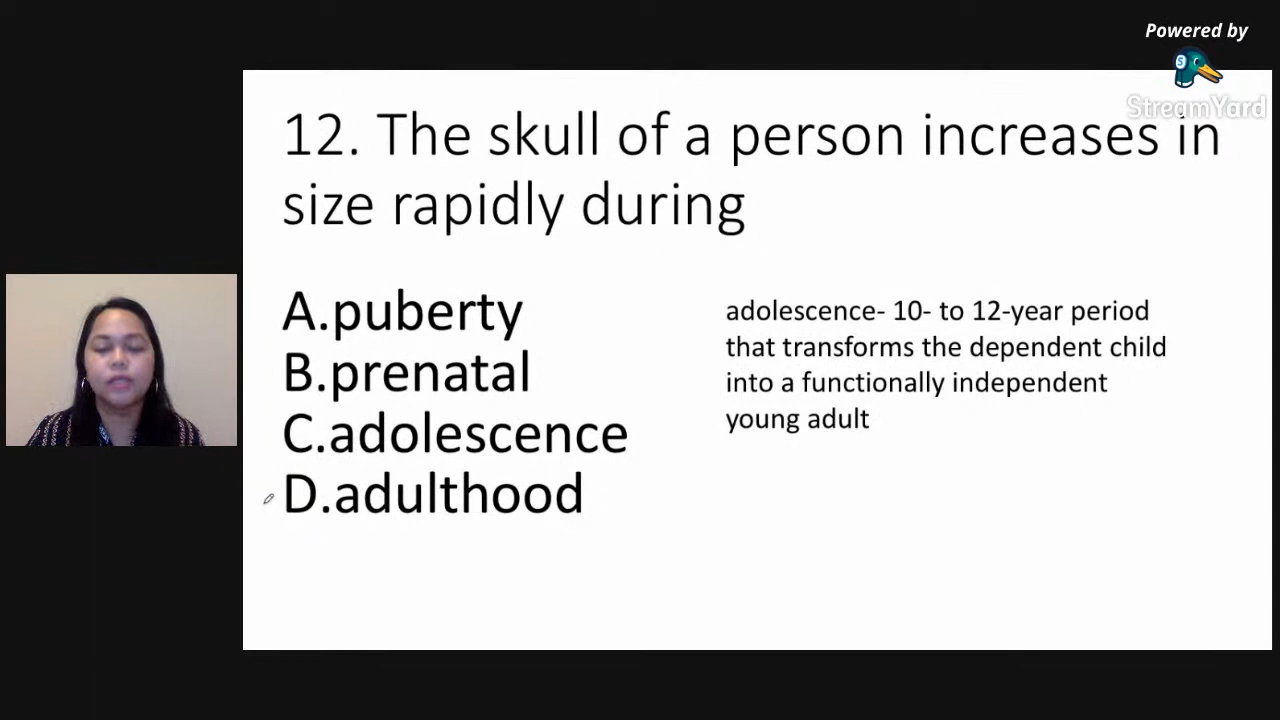 Powered by
StreamYard
12. The skull of a person increases in
size rapidly during
A.puberty
B.prenatal
C.adolescence
D.adulthood
adolescence- 10- to 12-year period
that transforms the dependent child
into a functionally independent
young adult